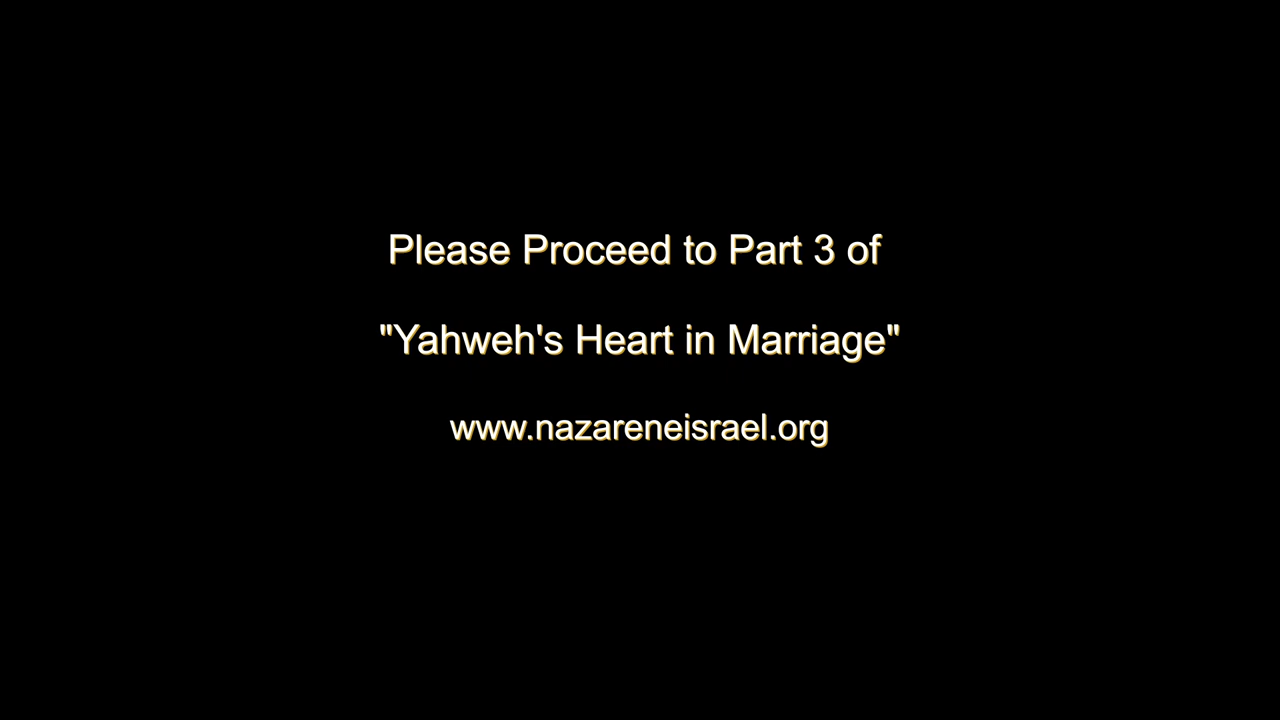 Please Proceed to Part 3 of
"Yahweh's Heart in Marriage"
www.nazareneisrael.org